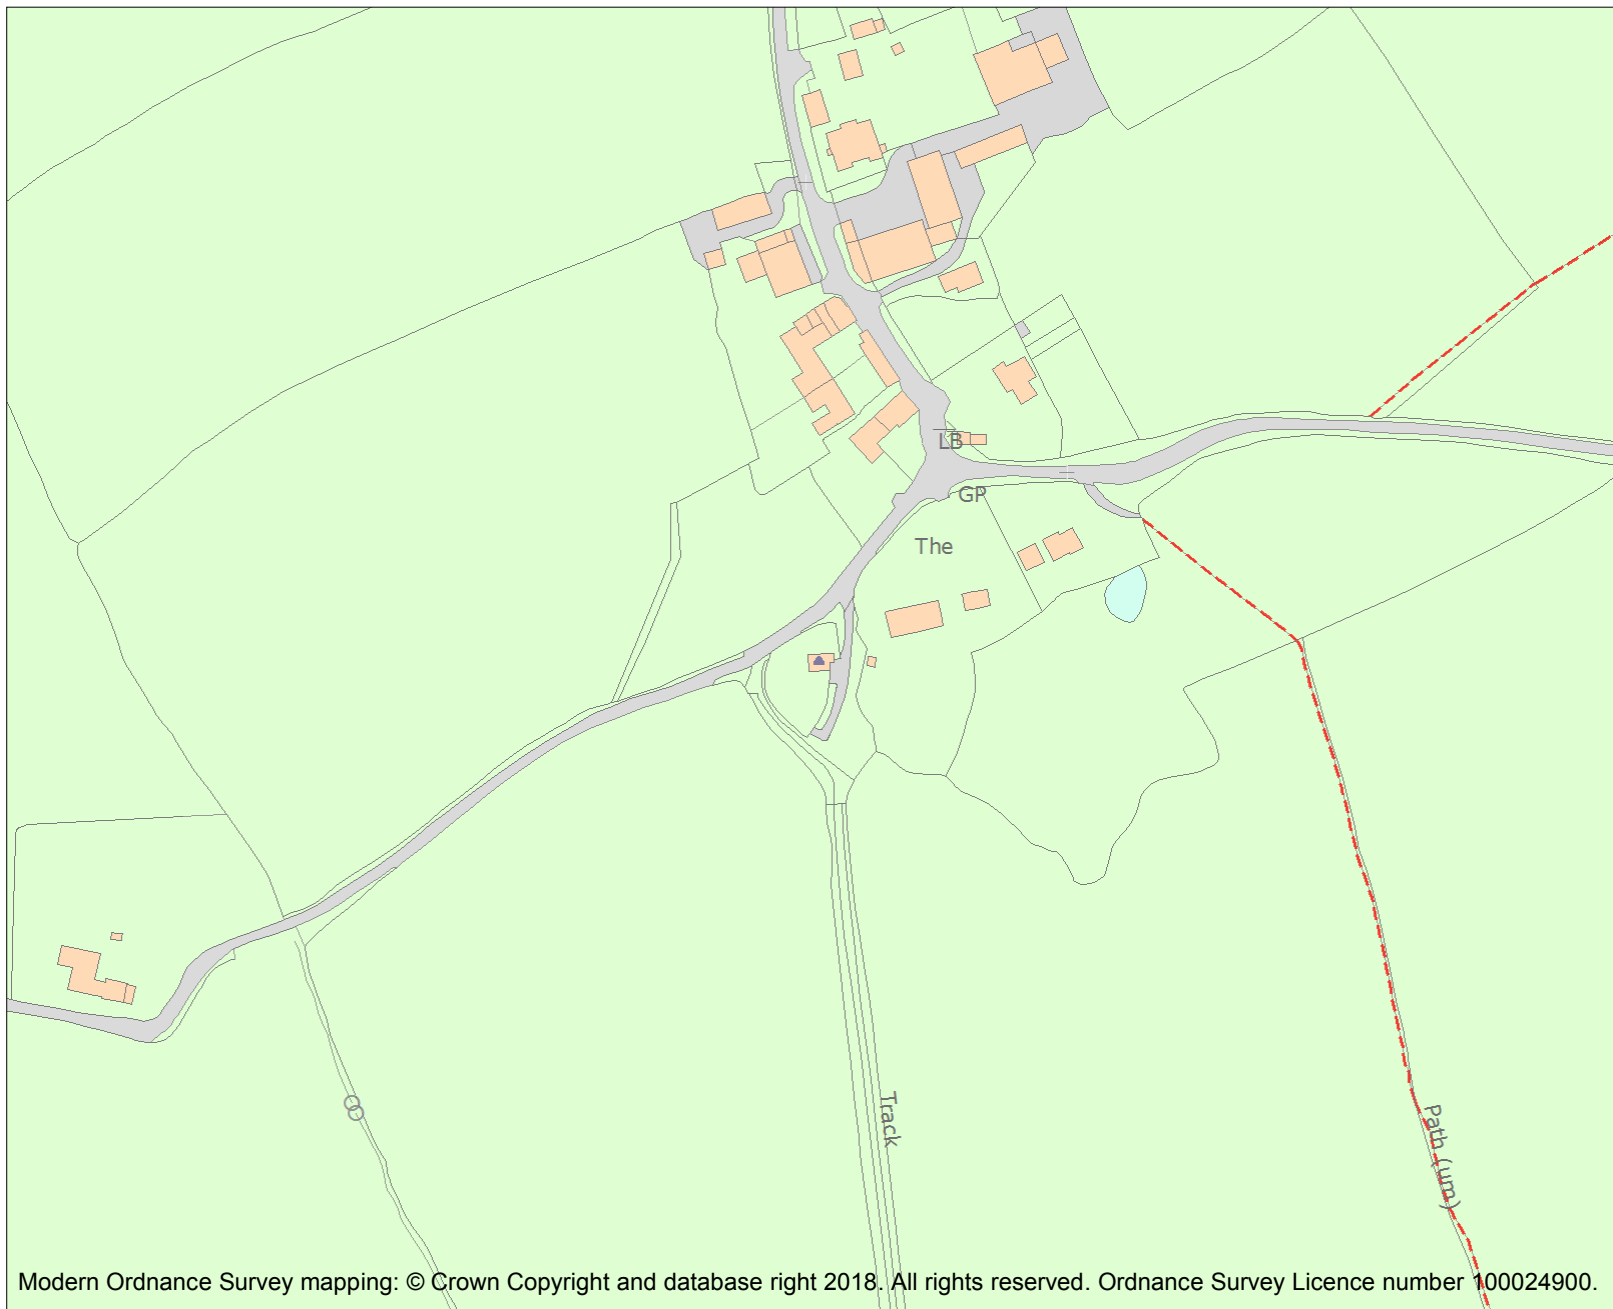 LB
GP
The
Track
Path (um)
Modern Ordnance Survey mapping: © Crown Copyright and database right 2018. All rights reserved. Ordnance Survey Licence number 100024900.